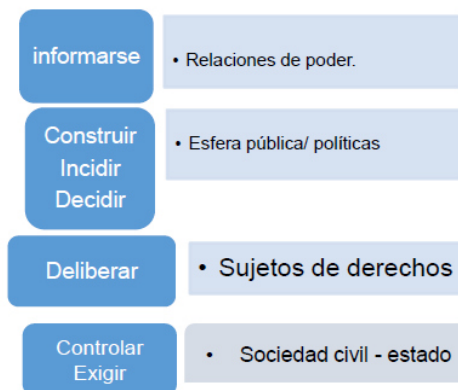 informarse
• Relaciones de poder.
Construir
Incidir
Decidir
• Esfera pública/ políticas
Deliberar
• Sujetos de derechos
Controlar
Exigir
• Sociedad civil - estado